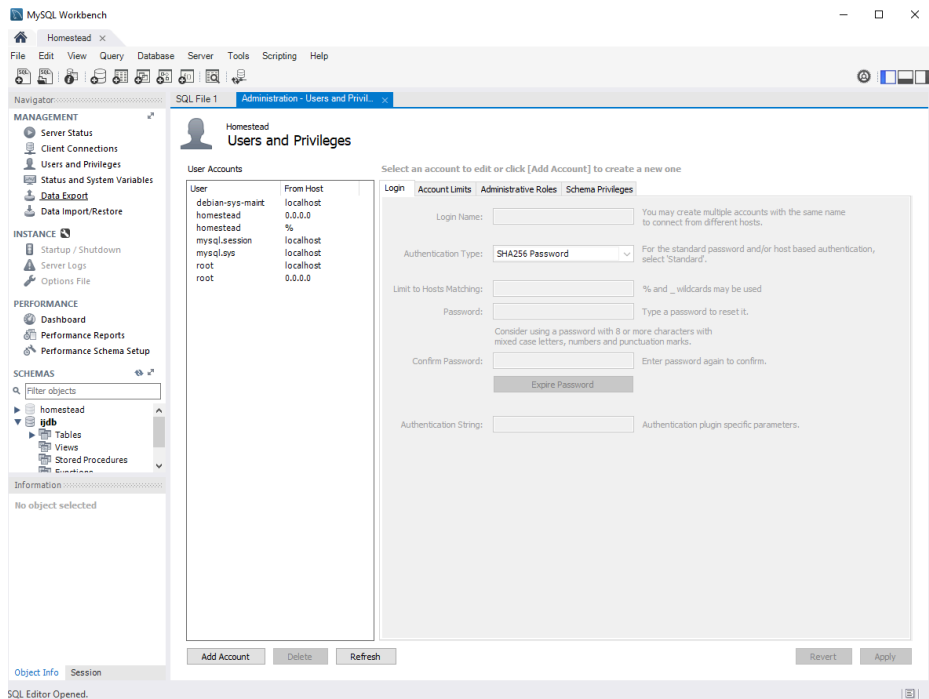 MySQL Workbench
Homestead
File Edit View Query Database Server Tools Scripting Help
Navigator
MANAGEMENT
Server Status
Client Connections
Users and Privileges
Status and System Variables
Data Export
Data Import/Restore
INSTANCE
Startup / Shutdown
Server Logs
Options File
PERFORMANCE
Dashboard
Performance Reports
Performance Schema Setup
SCHEMAS
Filter objects
homestead
ijdb
Tables
Views
Stored Procedures
Functions
Information
No object selected
Object Info Session
SQL File 1 Administration - Users and Privil...
Homestead
Users and Privileges
User Accounts
User From Host
debian-sys-maint localhost
homestead 0.0.0.0
homestead %
mysql.session localhost
mysql.sys localhost
root localhost
root 0.0.0.0
Add Account Delete Refresh
Select an account to edit or click [Add Account] to create a new one
Login Account Limits Administrative Roles Schema Privileges
Login Name: You may create multiple accounts with the same name
to connect from different hosts.
Authentication Type: SHA256 Password For the standard password and/or host based authentication,
select 'Standard'.
Limit to Hosts Matching: % and _ wildcards may be used
Password: Type a password to reset it.
Consider using a password with 8 or more characters with
mixed case letters, numbers and punctuation marks.
Confirm Password: Enter password again to confirm.
Expire Password
Authentication String: Authentication plugin specific parameters.
Revert Apply
SQL Editor Opened.